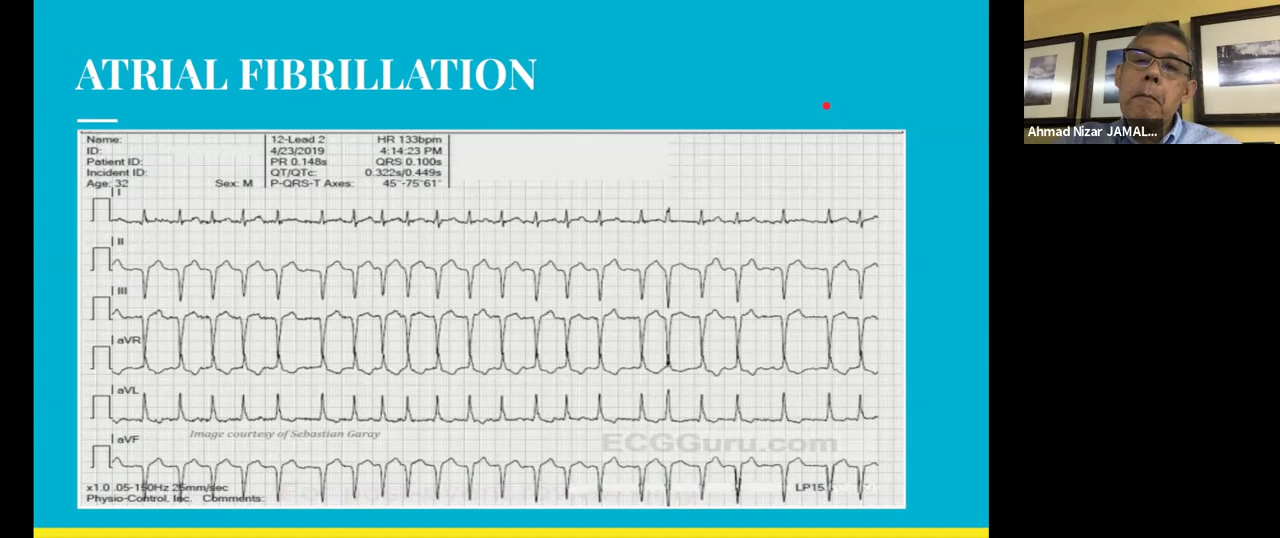 ATRIAL FIBRILLATION
Ahmad Nizar JAMAL...
Name: 12-Lead 2 HR 133bpm
ID: 4/23/2019 4:14:23 PM
Patient ID: PR 0.148s QRS 0.100s
Incident ID: QT/QTc: 0.322s/0.449s
Age: 32 Sex: M P-QRS-T Axes: 45°-75°61°
I
II
III
aVR
aVL
Image courtesy of Sebastian Garay
aVF
ECGGuru.com
x1.0 .05-150Hz 25mm/sec LP15
Physio-Control, Inc. Comments: